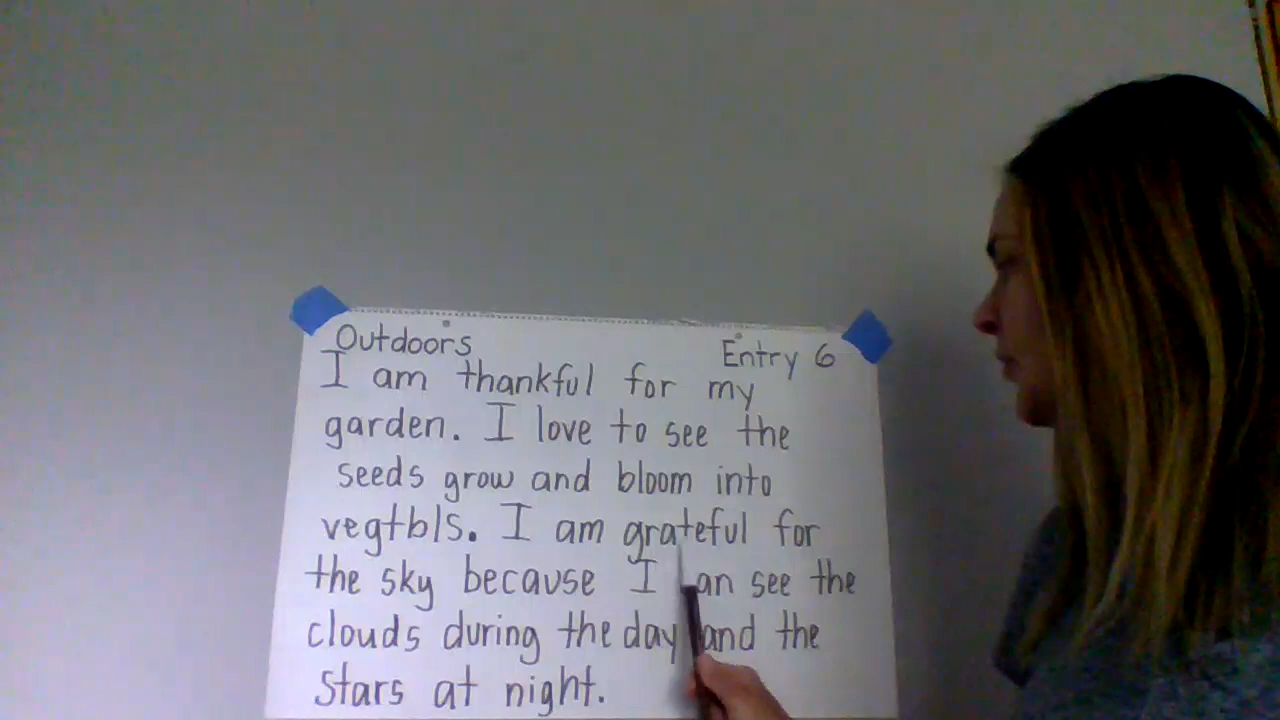 Outdoors Entry 6
I am thankful for my
garden. I love to see the
seeds grow and bloom into
vegtbls. I am grateful for
the sky because I an see the
clouds during the day and the
stars at night.